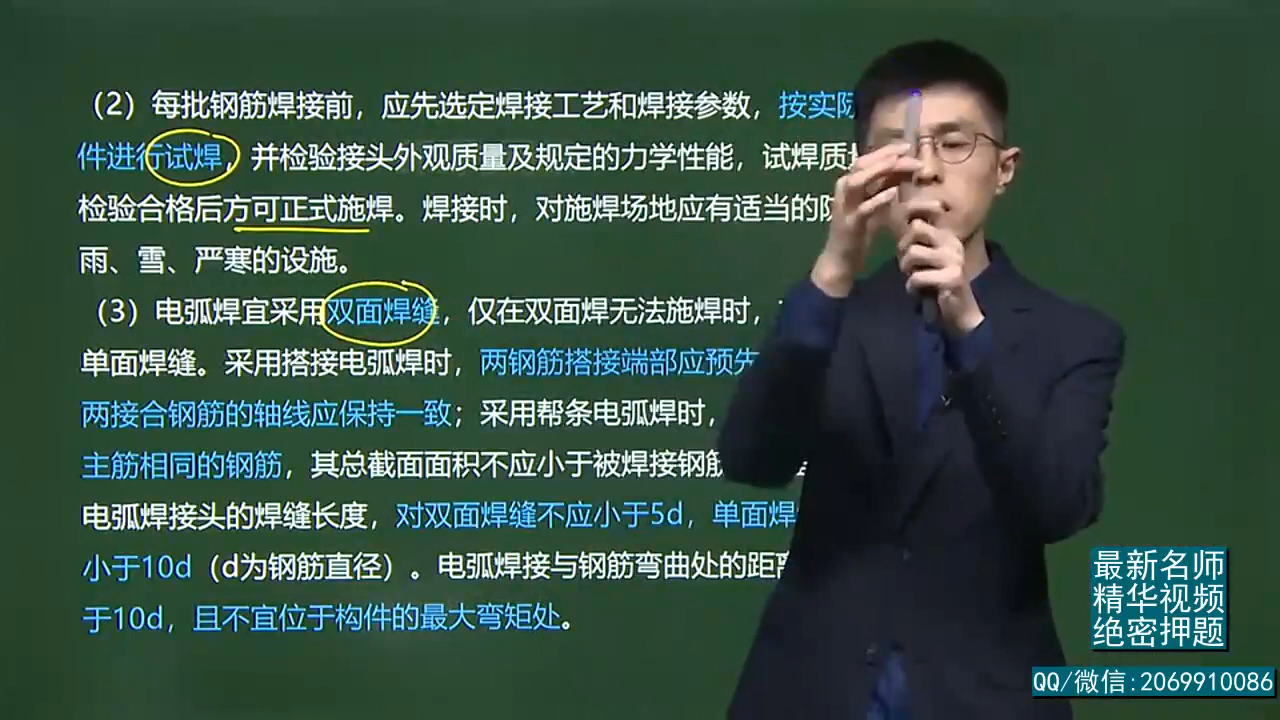 （2）每批钢筋焊接前，应先选定焊接工艺和焊接参数，按实际
件进行试焊，并检验接头外观质量及规定的力学性能，试焊质量
检验合格后方可正式施焊。焊接时，对施焊场地应有适当的防
雨、雪、严寒的设施。
（3）电弧焊宜采用双面焊缝，仅在双面焊无法施焊时，
单面焊缝。采用搭接电弧焊时，两钢筋搭接端部应预先
两接合钢筋的轴线应保持一致；采用帮条电弧焊时，
主筋相同的钢筋，其总截面面积不应小于被焊接钢筋
电弧焊接头的焊缝长度，对双面焊缝不应小于5d，单面焊
小于10d（d为钢筋直径）。电弧焊接与钢筋弯曲处的距离
于10d，且不宜位于构件的最大弯矩处。
最新名师
精华视频
绝密押题
QQ/微信:2069910086